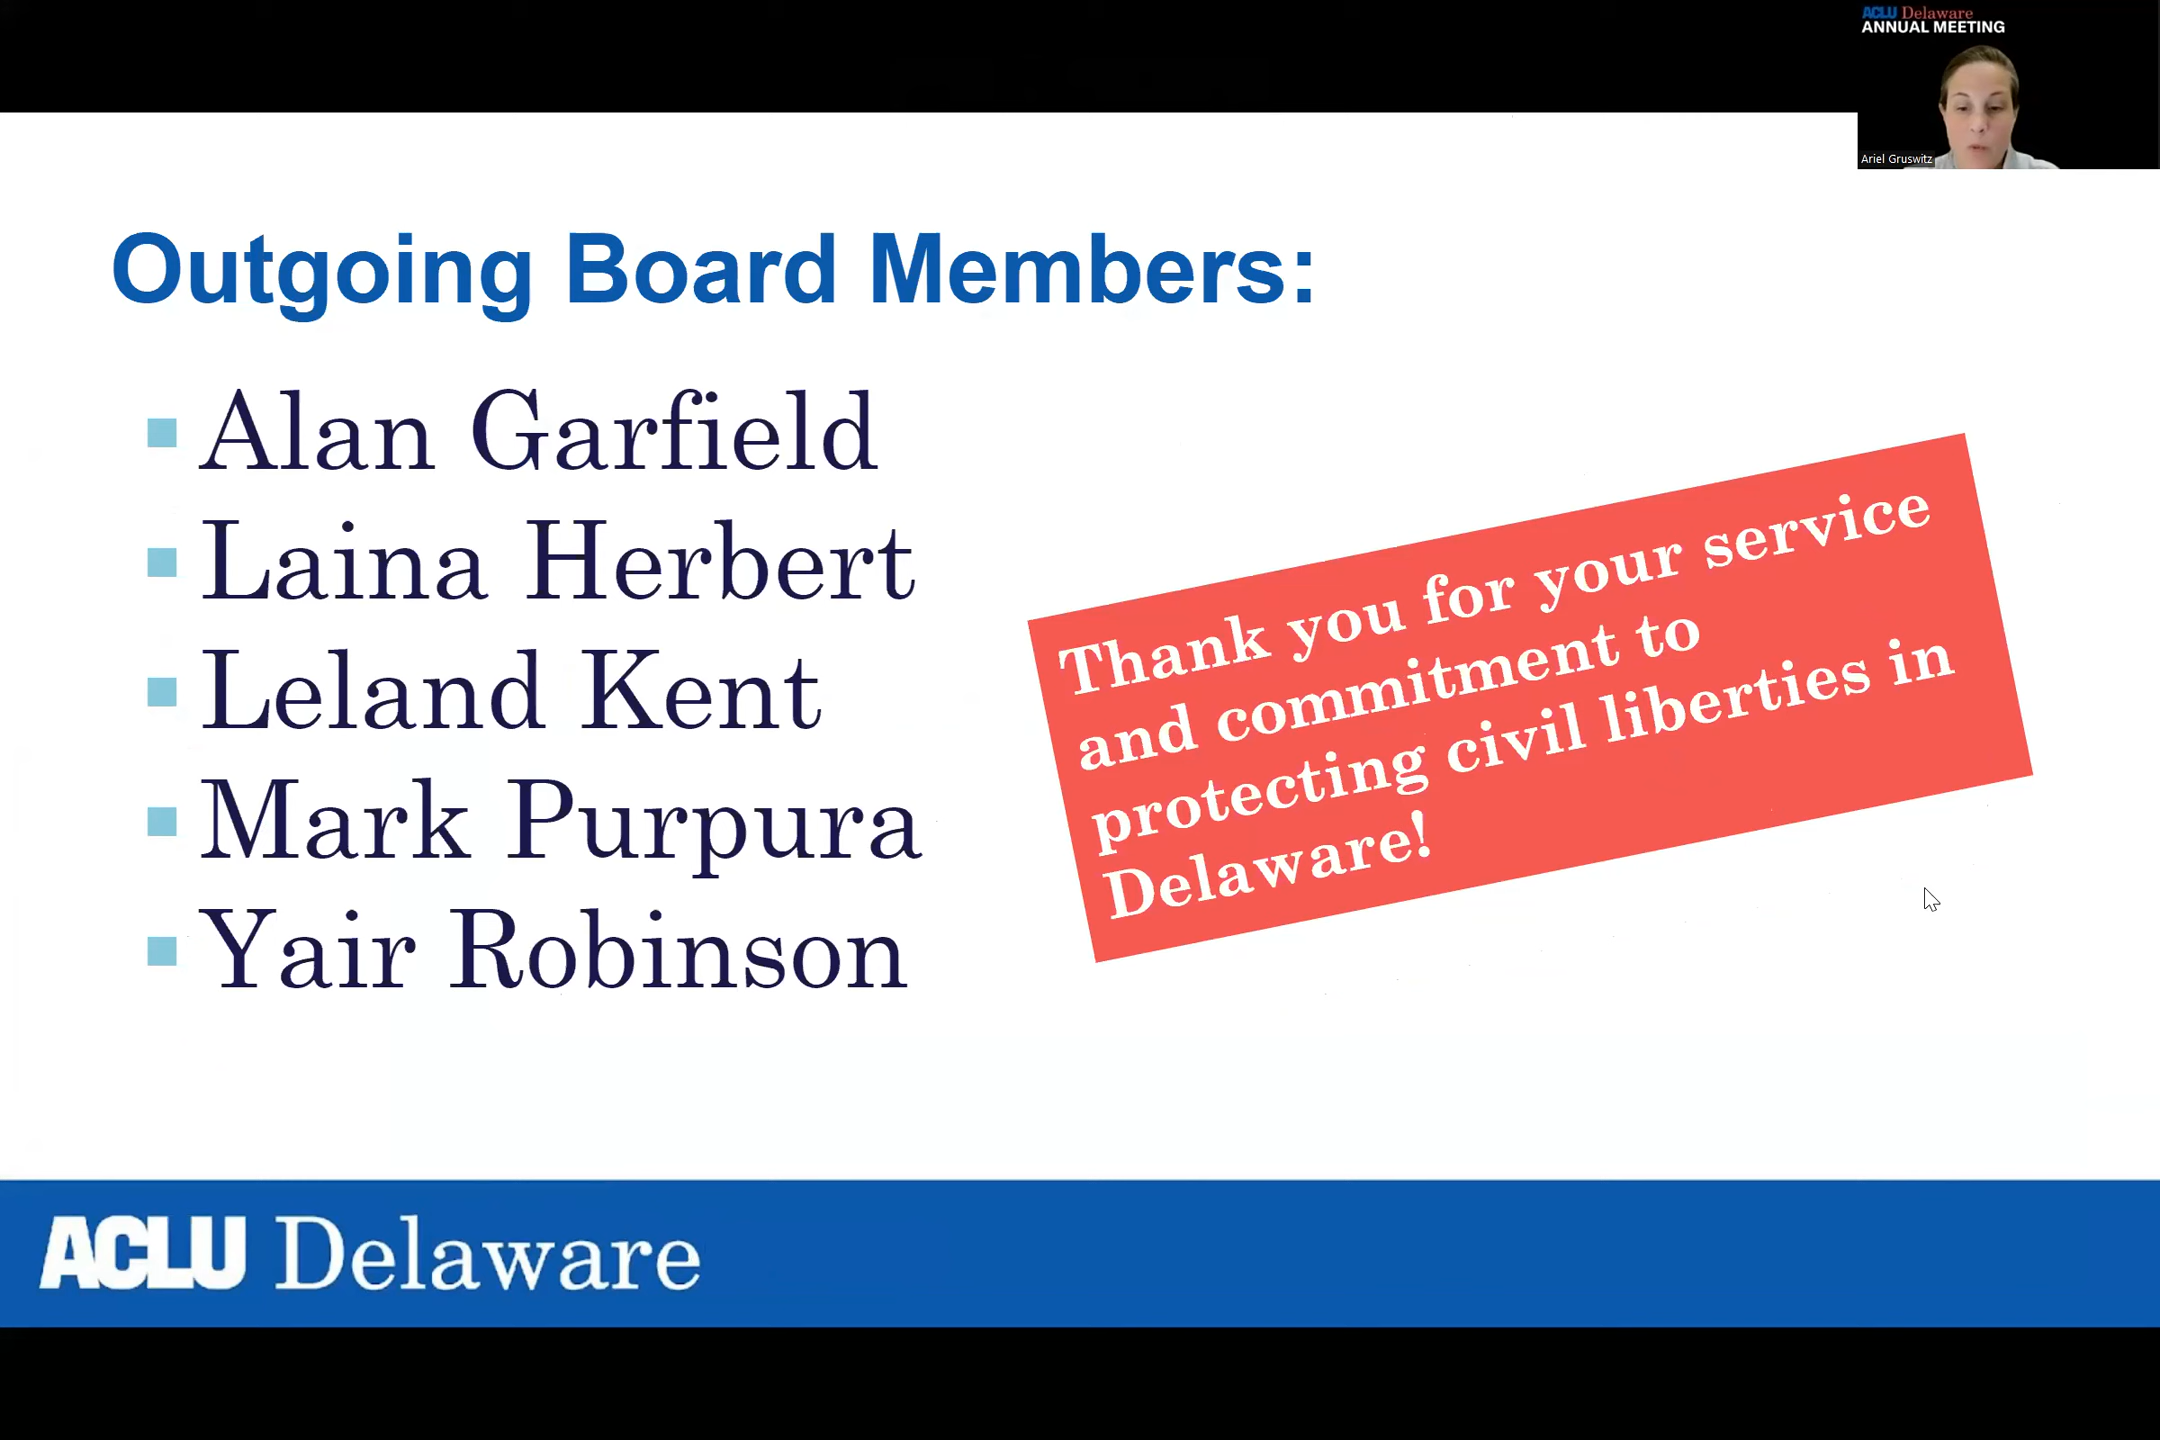 ACLU Delaware
ANNUAL MEETING
Ariel Gruswitz
Outgoing Board Members:
Alan Garfield
Laina Herbert
Leland Kent
Mark Purpura
Yair Robinson
Thank you for your service
and commitment to
protecting civil liberties in
Delaware!
ACLU Delaware